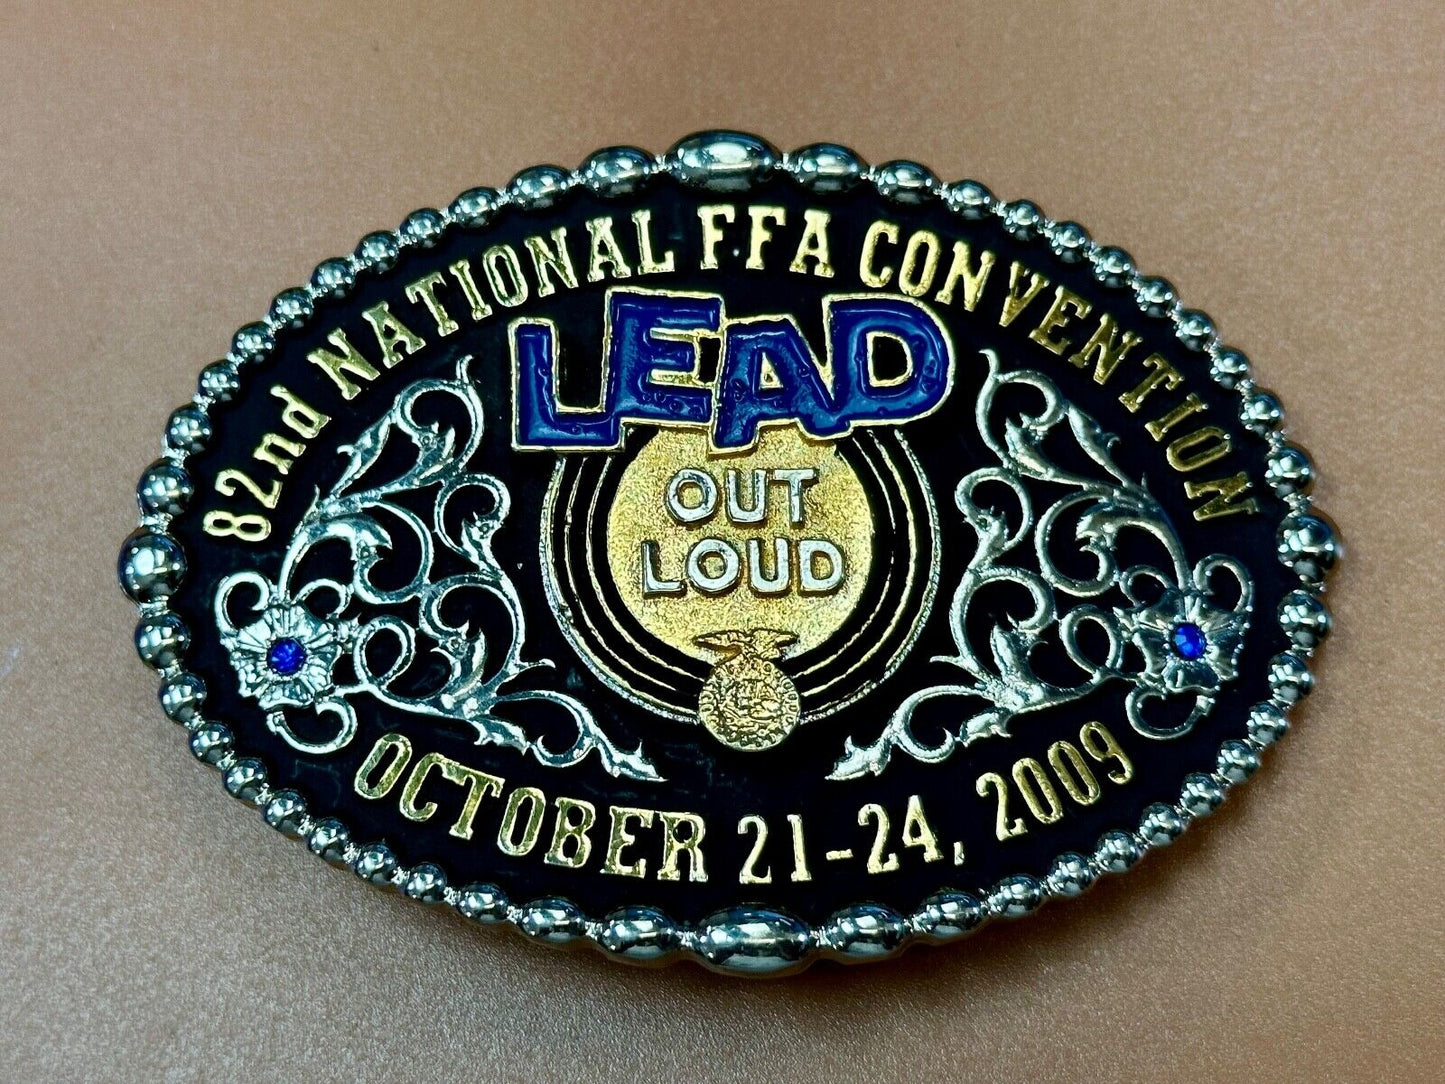 82nd NATIONAL FFA CONVENTION
LEAD
OUT
LOUD
OCTOBER 21-24, 2009